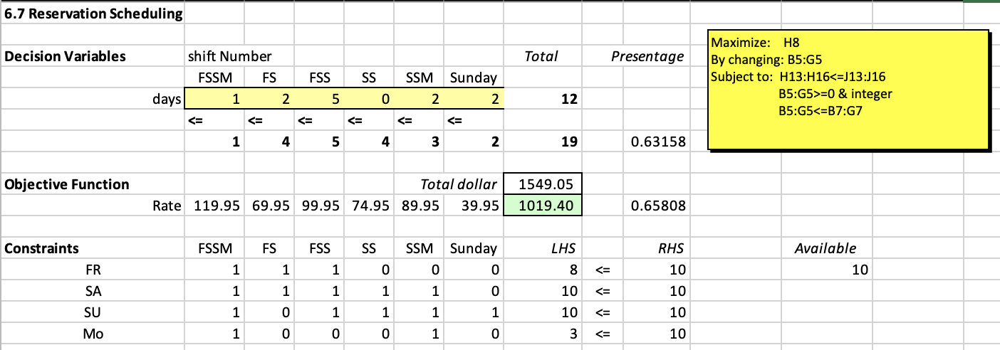 6.7 Reservation Scheduling
Decision Variables shift Number Total Presentage
FSSM FS FSS SS SSM Sunday
days 1 2 5 0 2 2 12
<= <= <= <= <= <=
1 4 5 4 3 2 19 0.63158
Objective Function Total dollar 1549.05
Rate 119.95 69.95 99.95 74.95 89.95 39.95 1019.40 0.65808
Constraints FSSM FS FSS SS SSM Sunday LHS RHS Available
FR 1 1 1 0 0 0 8 <= 10 10
SA 1 1 1 1 1 0 10 <= 10
SU 1 0 1 1 1 1 10 <= 10
Mo 1 0 0 0 1 0 3 <= 10
Maximize: H8
By changing: B5:G5
Subject to: H13:H16<=J13:J16
B5:G5>=0 & integer
B5:G5<=B7:G7